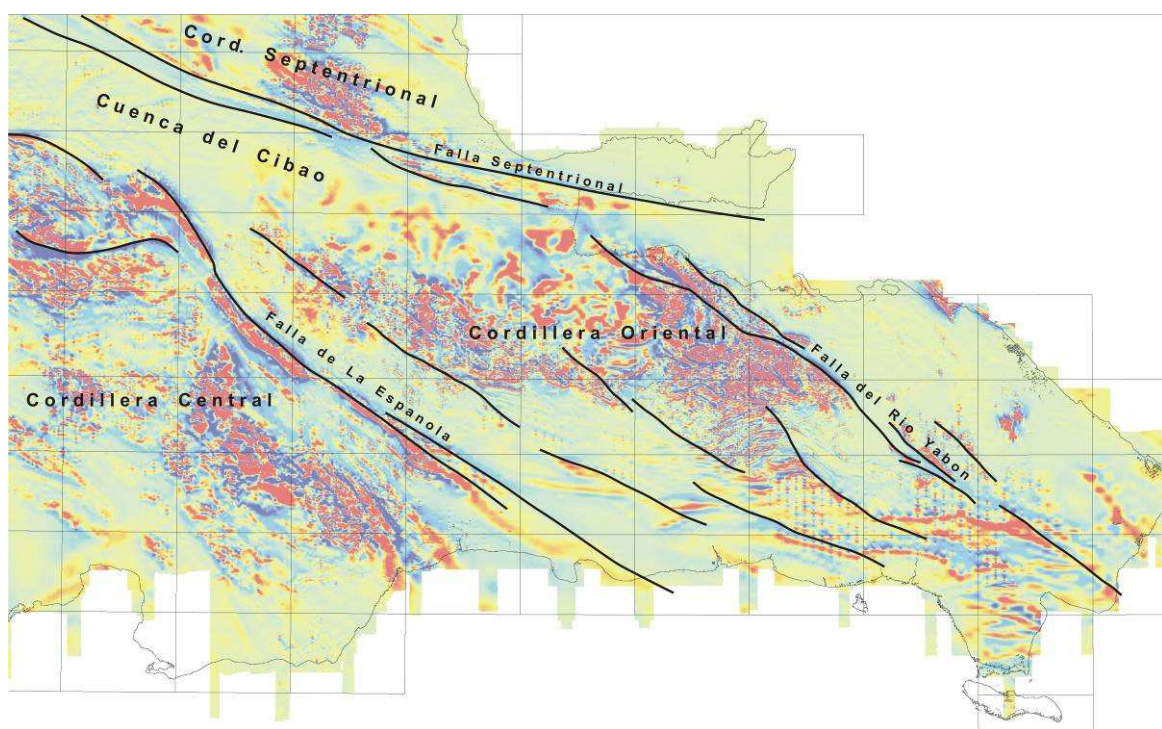 Cord. Septentrional
Cuenca del Cibao
Falla Septentrional
Cordillera Oriental
Falla de La Espanola
Falla del Rio Yabon
Cordillera Central